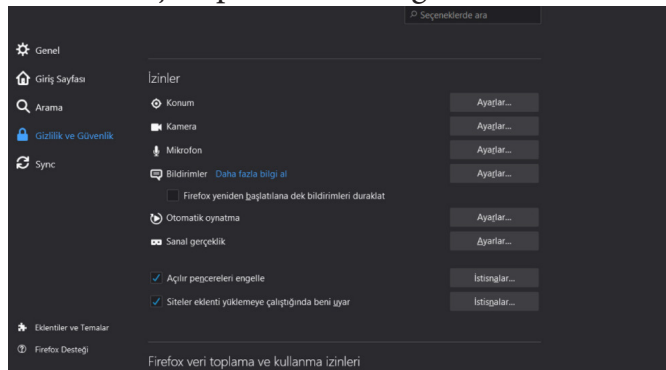 Seçeneklerde ara
Genel
Giriş Sayfası
Arama
Gizlilik ve Güvenlik
Sync
İzinler
Konum
Ayarlar...
Kamera
Ayarlar...
Mikrofon
Ayarlar...
Bildirimler Daha fazla bilgi al
Ayarlar...
Firefox yeniden başlatılana dek bildirimleri duraklat
Otomatik oynatma
Ayarlar...
Sanal gerçeklik
Ayarlar...
Açılır pencereleri engelle
İstisnalar...
Siteler eklenti yüklemeye çalıştığında beni uyar
İstisnalar...
Eklentiler ve Temalar
Firefox Desteği
Firefox veri toplama ve kullanma izinleri